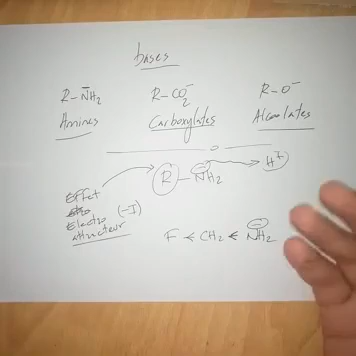 bases
R-NH₂ R-CO₂⁻ R-O⁻
Amines Carboxylates Alcoolates
R-NH₂ H⁺
Effet
Electro (-I)
attracteur
F CH₂ NH₂